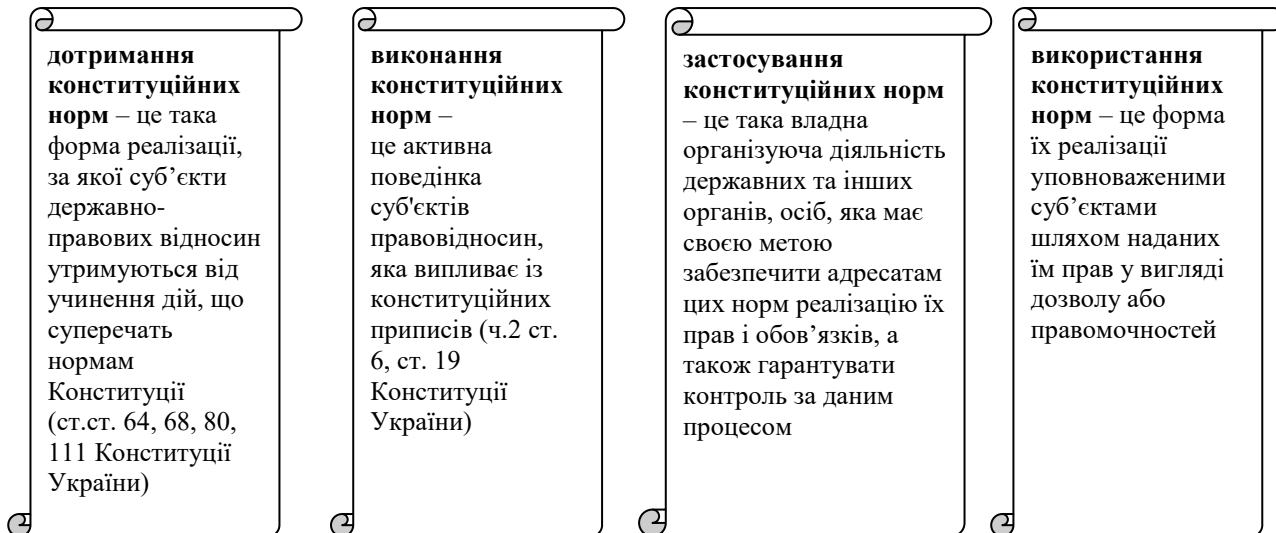 дотримання
конституційних
норм – це така
форма реалізації,
за якої суб’єкти
державно-
правових відносин
утримуються від
учинення дій, що
суперечать
нормам
Конституції
(ст.ст. 64, 68, 80,
111 Конституції
України)
виконання
конституційних
норм –
це активна
поведінка
суб'єктів
правовідносин,
яка випливає із
конституційних
приписів (ч.2 ст.
6, ст. 19
Конституції
України)
застосування
конституційних норм
– це така владна
організуюча діяльність
державних та інших
органів, осіб, яка має
своєю метою
забезпечити адресатам
цих норм реалізацію їх
прав і обов’язків, а
також гарантувати
контроль за даним
процесом
використання
конституційних
норм – це форма
їх реалізації
уповноваженими
суб’єктами
шляхом наданих
їм прав у вигляді
дозволу або
правомочностей